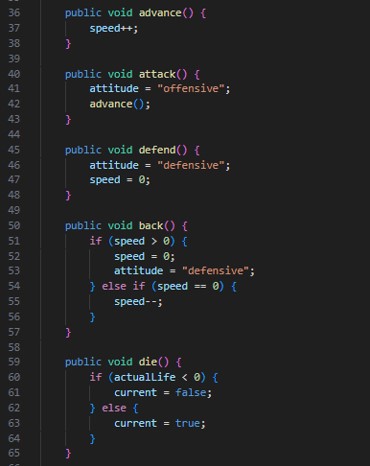 36 public void advance() {
37 speed++;
38 }
39
40 public void attack() {
41 attitude = "offensive";
42 advance();
43 }
44
45 public void defend() {
46 attitude = "defensive";
47 speed = 0;
48 }
49
50 public void back() {
51 if (speed > 0) {
52 speed = 0;
53 attitude = "defensive";
54 } else if (speed == 0) {
55 speed--;
56 }
57 }
58
59 public void die() {
60 if (actualLife < 0) {
61 current = false;
62 } else {
63 current = true;
64 }
65 }